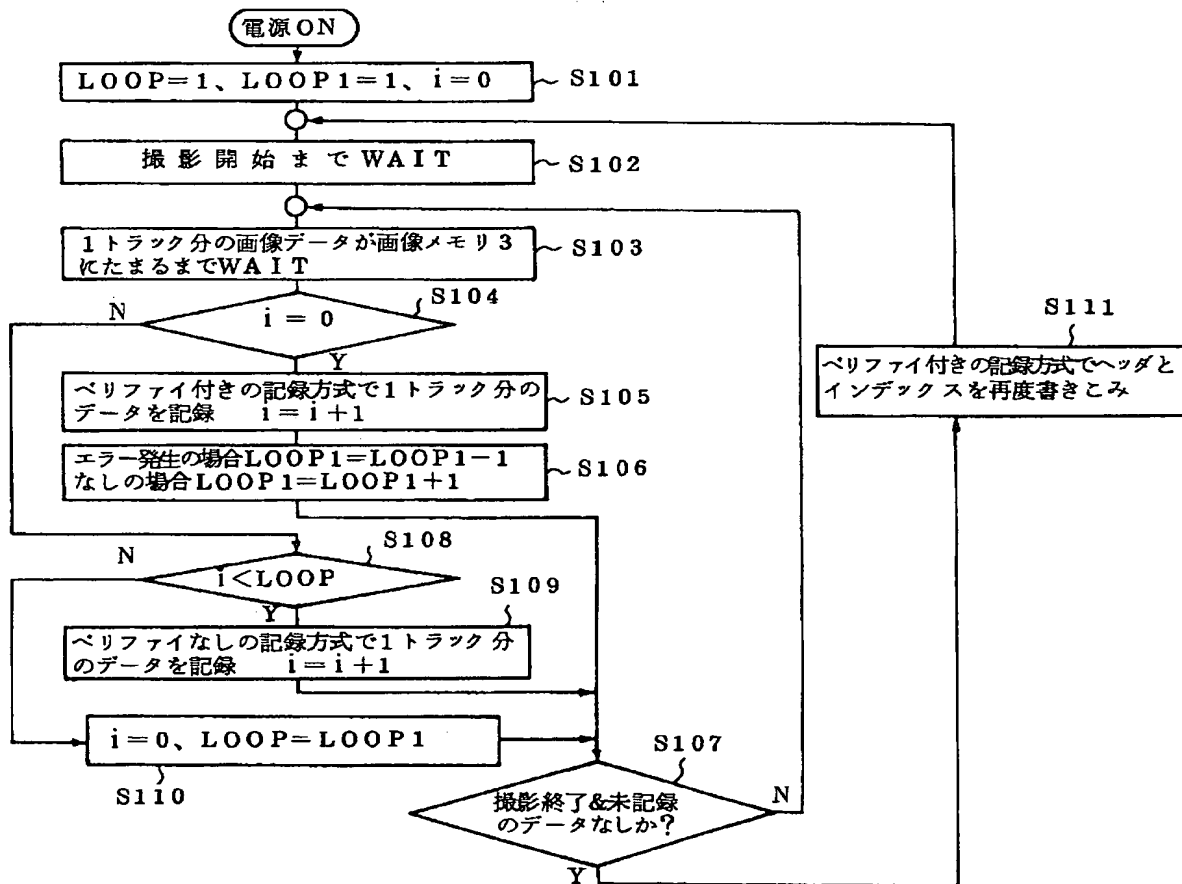 電源ON
LOOP=1、LOOP1=1、i=0
S101
撮影開始までWAIT
S102
1トラック分の画像データが画像メモリ3
にたまるまでWAIT
S103
S104
N
i=0
Y
S111
ベリファイ付きの記録方式でヘッダと
インデックスを再度書きこみ
ベリファイ付きの記録方式で1トラック分の
データを記録 i=i+1
S105
エラー発生の場合LOOP1=LOOP1-1
なしの場合LOOP1=LOOP1+1
S106
S108
N
i<LOOP
Y
S109
ベリファイなしの記録方式で1トラック分
のデータを記録 i=i+1
i=0、LOOP=LOOP1
S110
S107
撮影終了&未記録
のデータなしか?
N
Y